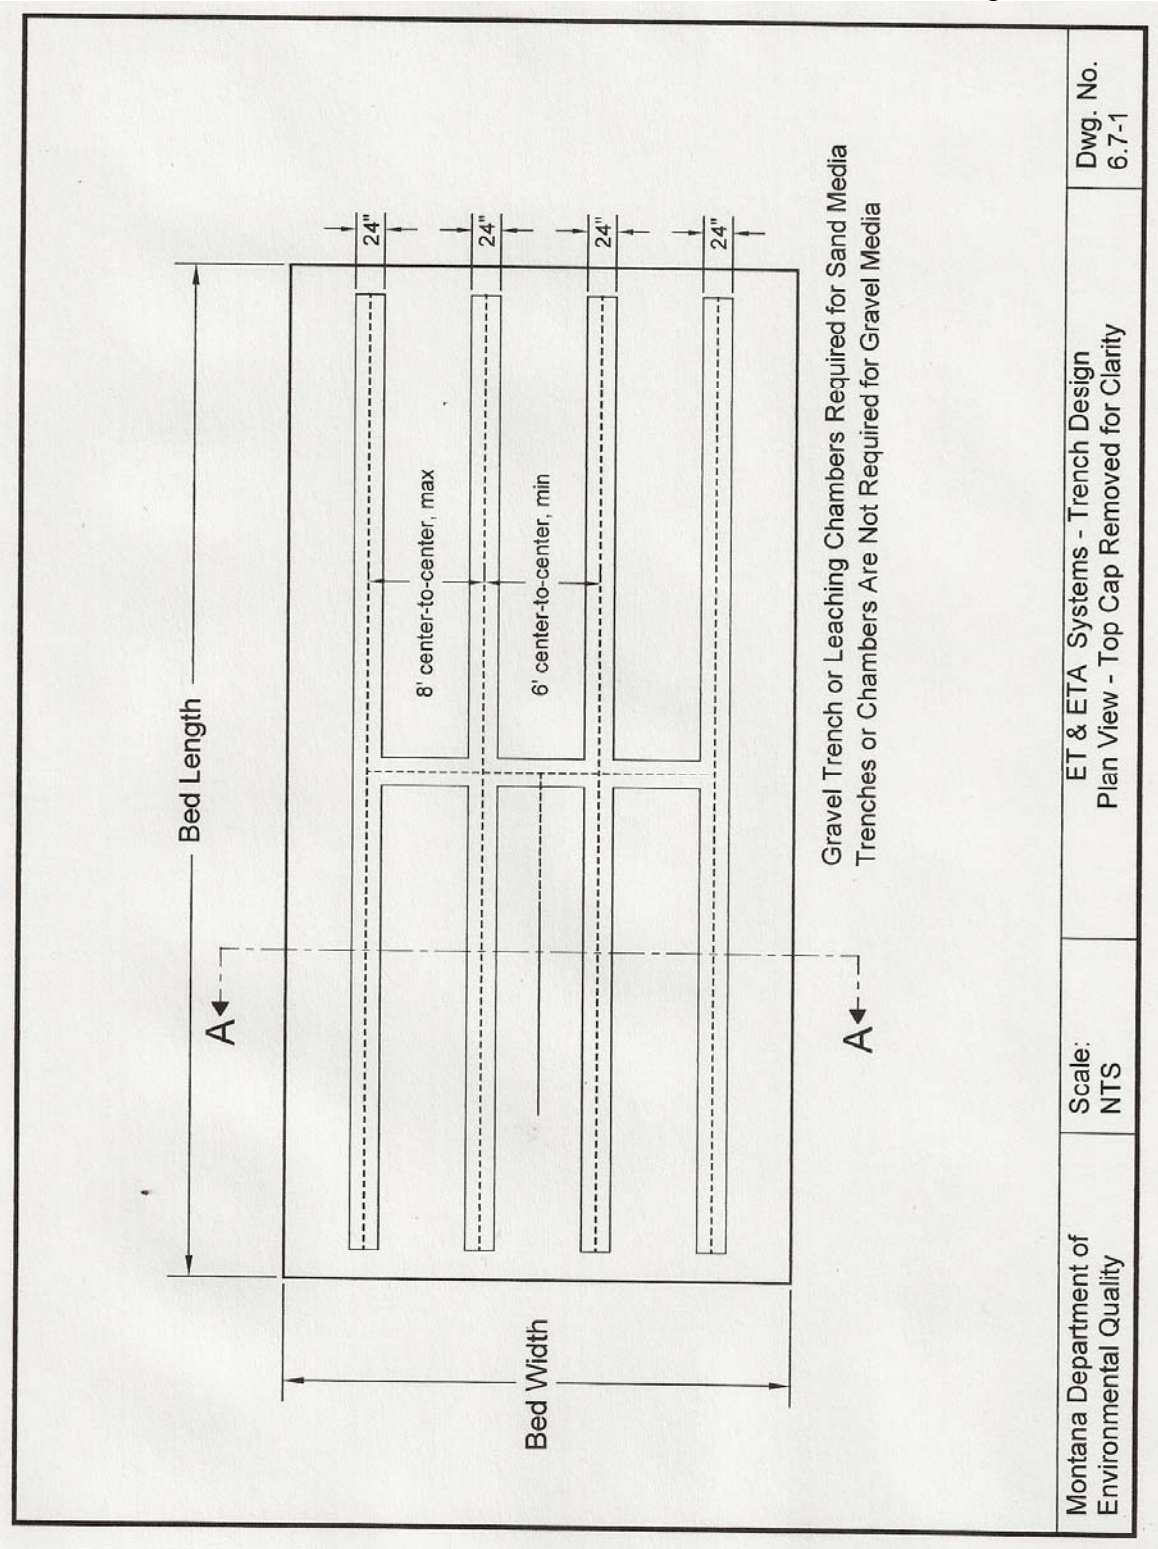 Bed Length
24"
24"
24"
24"
8' center-to-center, max
6' center-to-center, min
A
A
Bed Width
Gravel Trench or Leaching Chambers Required for Sand Media
Trenches or Chambers Are Not Required for Gravel Media
Montana Department of
Environmental Quality
Scale:
NTS
ET & ETA Systems - Trench Design
Plan View - Top Cap Removed for Clarity
Dwg. No.
6.7-1